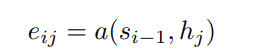 e_{ij} = a(s_{i-1}, h_j)